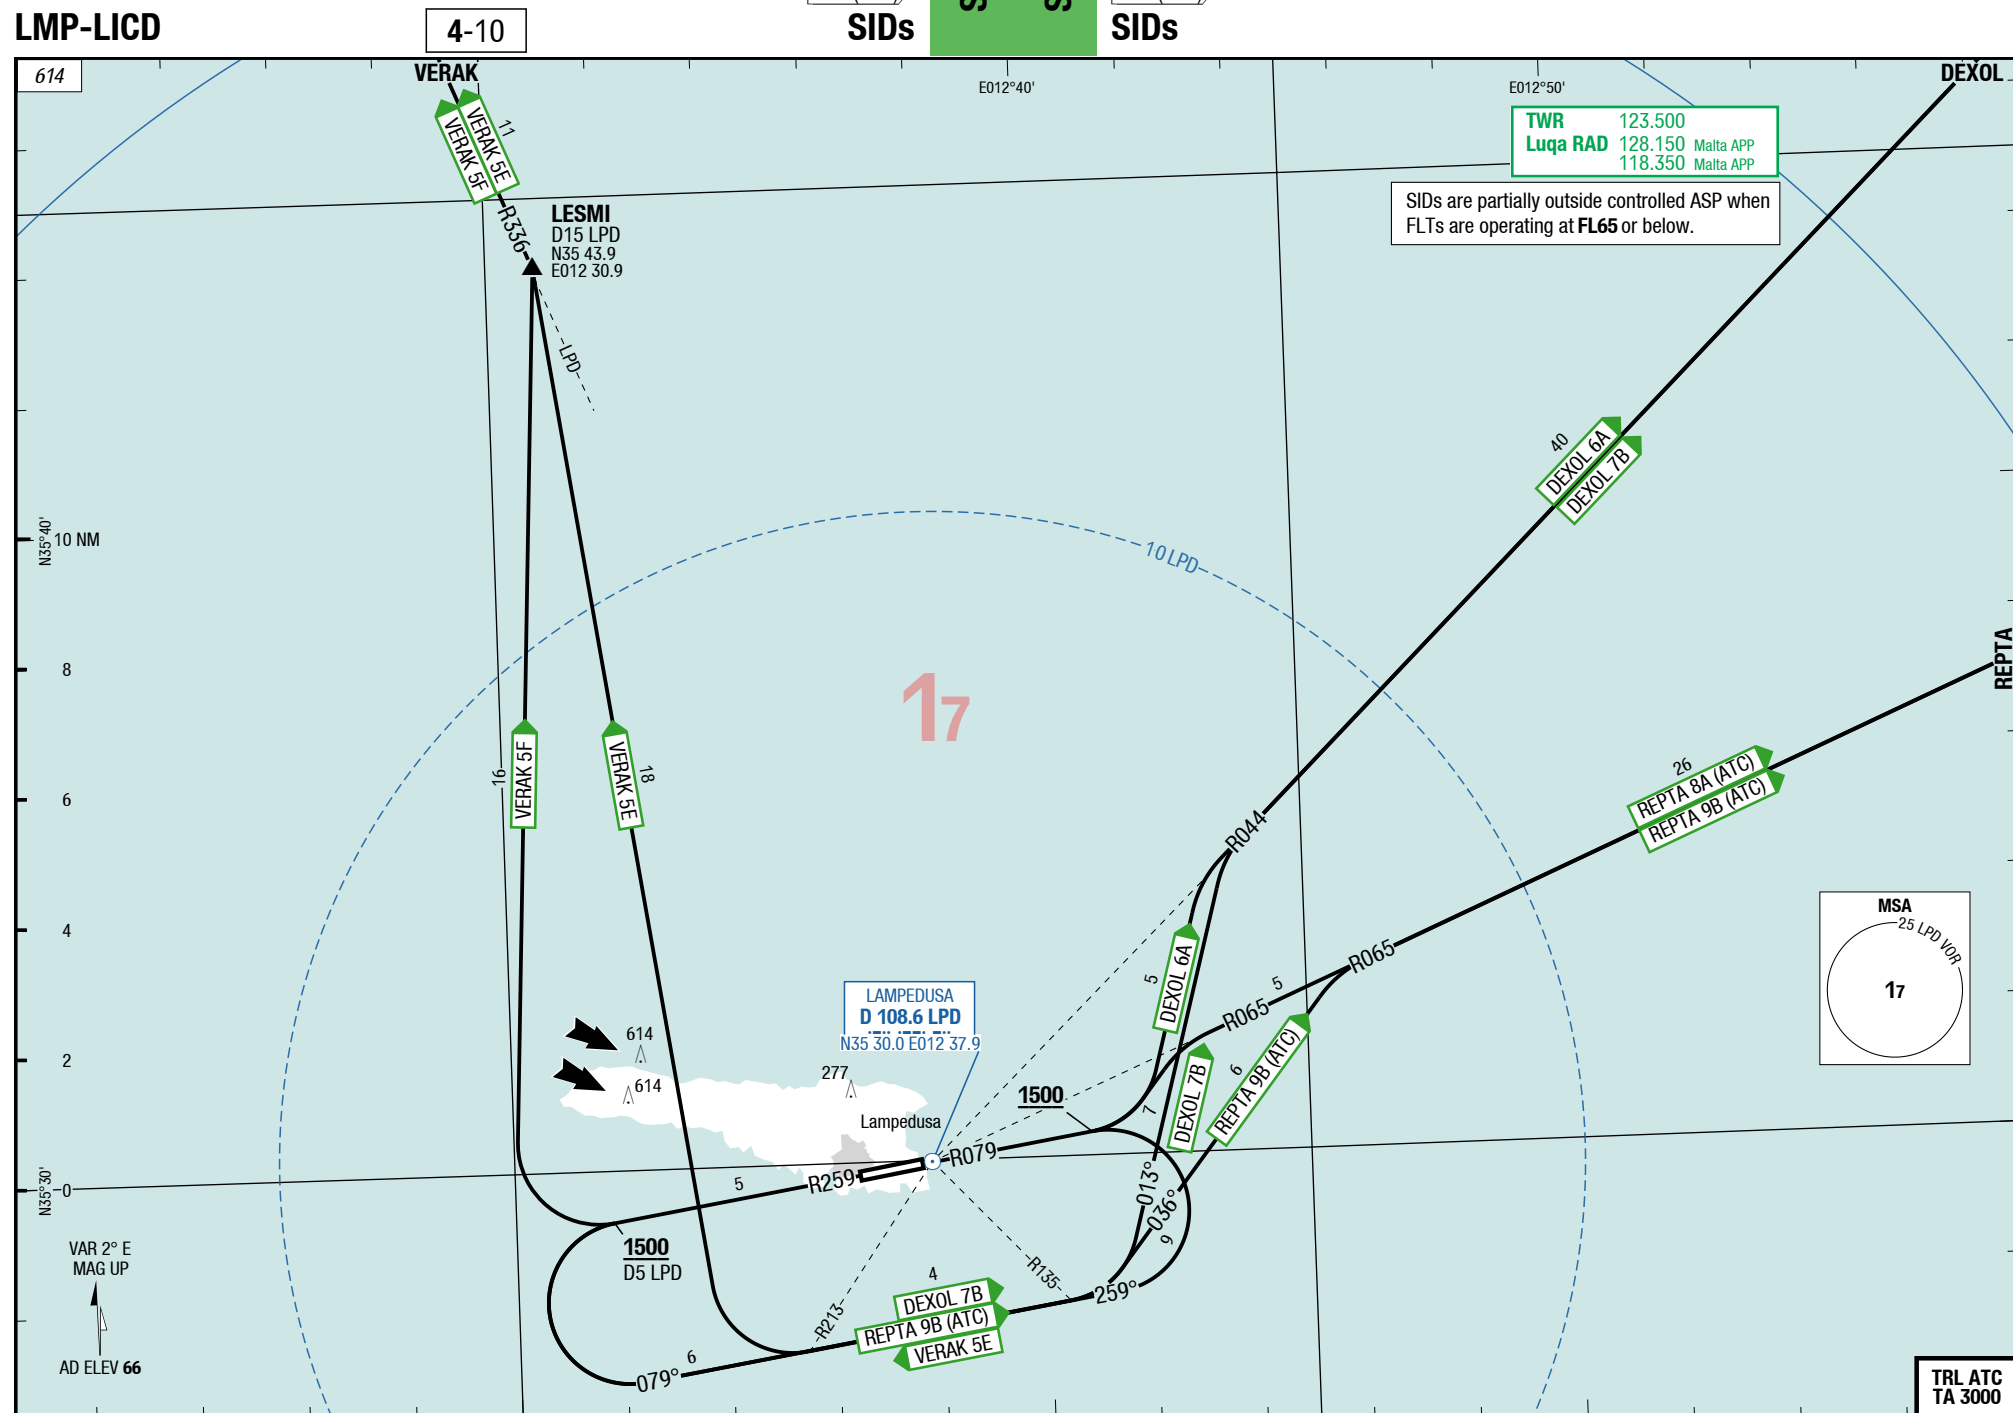 LMP-LICD
4-10
SIDs
S
S
SIDs
614
VERAK
E012°40'
E012°50'
DEXOL
TWR 123.500
Luqa RAD 128.150 Malta APP
118.350 Malta APP
SIDs are partially outside controlled ASP when
FLTs are operating at FL65 or below.
VERAK 5E
VERAK 5F
11
R336
LESMI
D15 LPD
N35 43.9
E012 30.9
LPD
40
DEXOL 6A
DEXOL 7B
N35°40'
10 NM
10 LPD
8
6
4
2
0
REPTA
17
16
VERAK 5F
VERAK 5E
18
26
REPTA 8A (ATC)
REPTA 9B (ATC)
R044
R065
5
R065
5
DEXOL 6A
MSA
25 LPD VOR
17
LAMPEDUSA
D 108.6 LPD
N35 30.0 E012 37.9
614
614
277
Lampedusa
1500
7
DEXOL 7B
6
REPTA 9B (ATC)
R079
R259
5
013°
036°
9
N35°30'
1500
D5 LPD
VAR 2° E
MAG UP
AD ELEV 66
R135
R213
259°
4
DEXOL 7B
REPTA 9B (ATC)
VERAK 5E
079°
6
TRL ATC
TA 3000